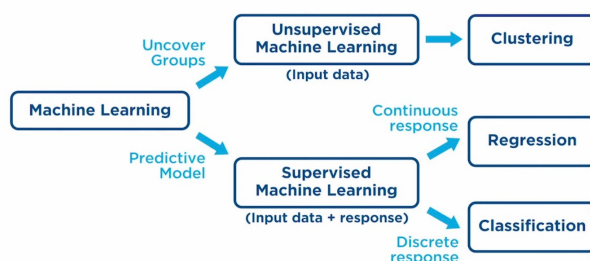 Machine Learning
Uncover
Groups
Unsupervised
Machine Learning
(Input data)
Clustering
Predictive
Model
Supervised
Machine Learning
(Input data + response)
Continuous
response
Regression
Discrete
response
Classification